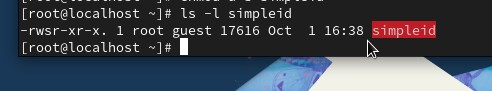 [root@localhost ~]# ls -l simpleid
-rwsr-xr-x. 1 root guest 17616 Oct  1 16:38 simpleid
[root@localhost ~]#